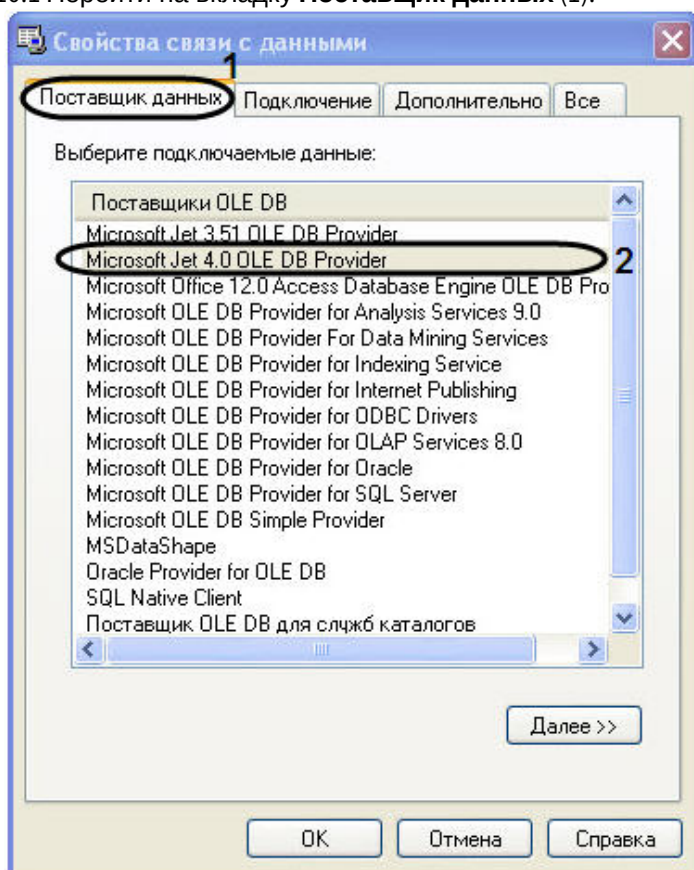 Перейти на вкладку Поставщик данных (1).
Свойства связи с данными
1
Поставщик данных Подключение Дополнительно Все
Выберите подключаемые данные:
Поставщики OLE DB
Microsoft Jet 3.51 OLE DB Provider
Microsoft Jet 4.0 OLE DB Provider 2
Microsoft Office 12.0 Access Database Engine OLE DB Pro
Microsoft OLE DB Provider for Analysis Services 9.0
Microsoft OLE DB Provider For Data Mining Services
Microsoft OLE DB Provider for Indexing Service
Microsoft OLE DB Provider for Internet Publishing
Microsoft OLE DB Provider for ODBC Drivers
Microsoft OLE DB Provider for OLAP Services 8.0
Microsoft OLE DB Provider for Oracle
Microsoft OLE DB Provider for SQL Server
Microsoft OLE DB Simple Provider
MSDataShape
Oracle Provider for OLE DB
SQL Native Client
Поставщик OLE DB для служб каталогов
Далее >>
OK Отмена Справка